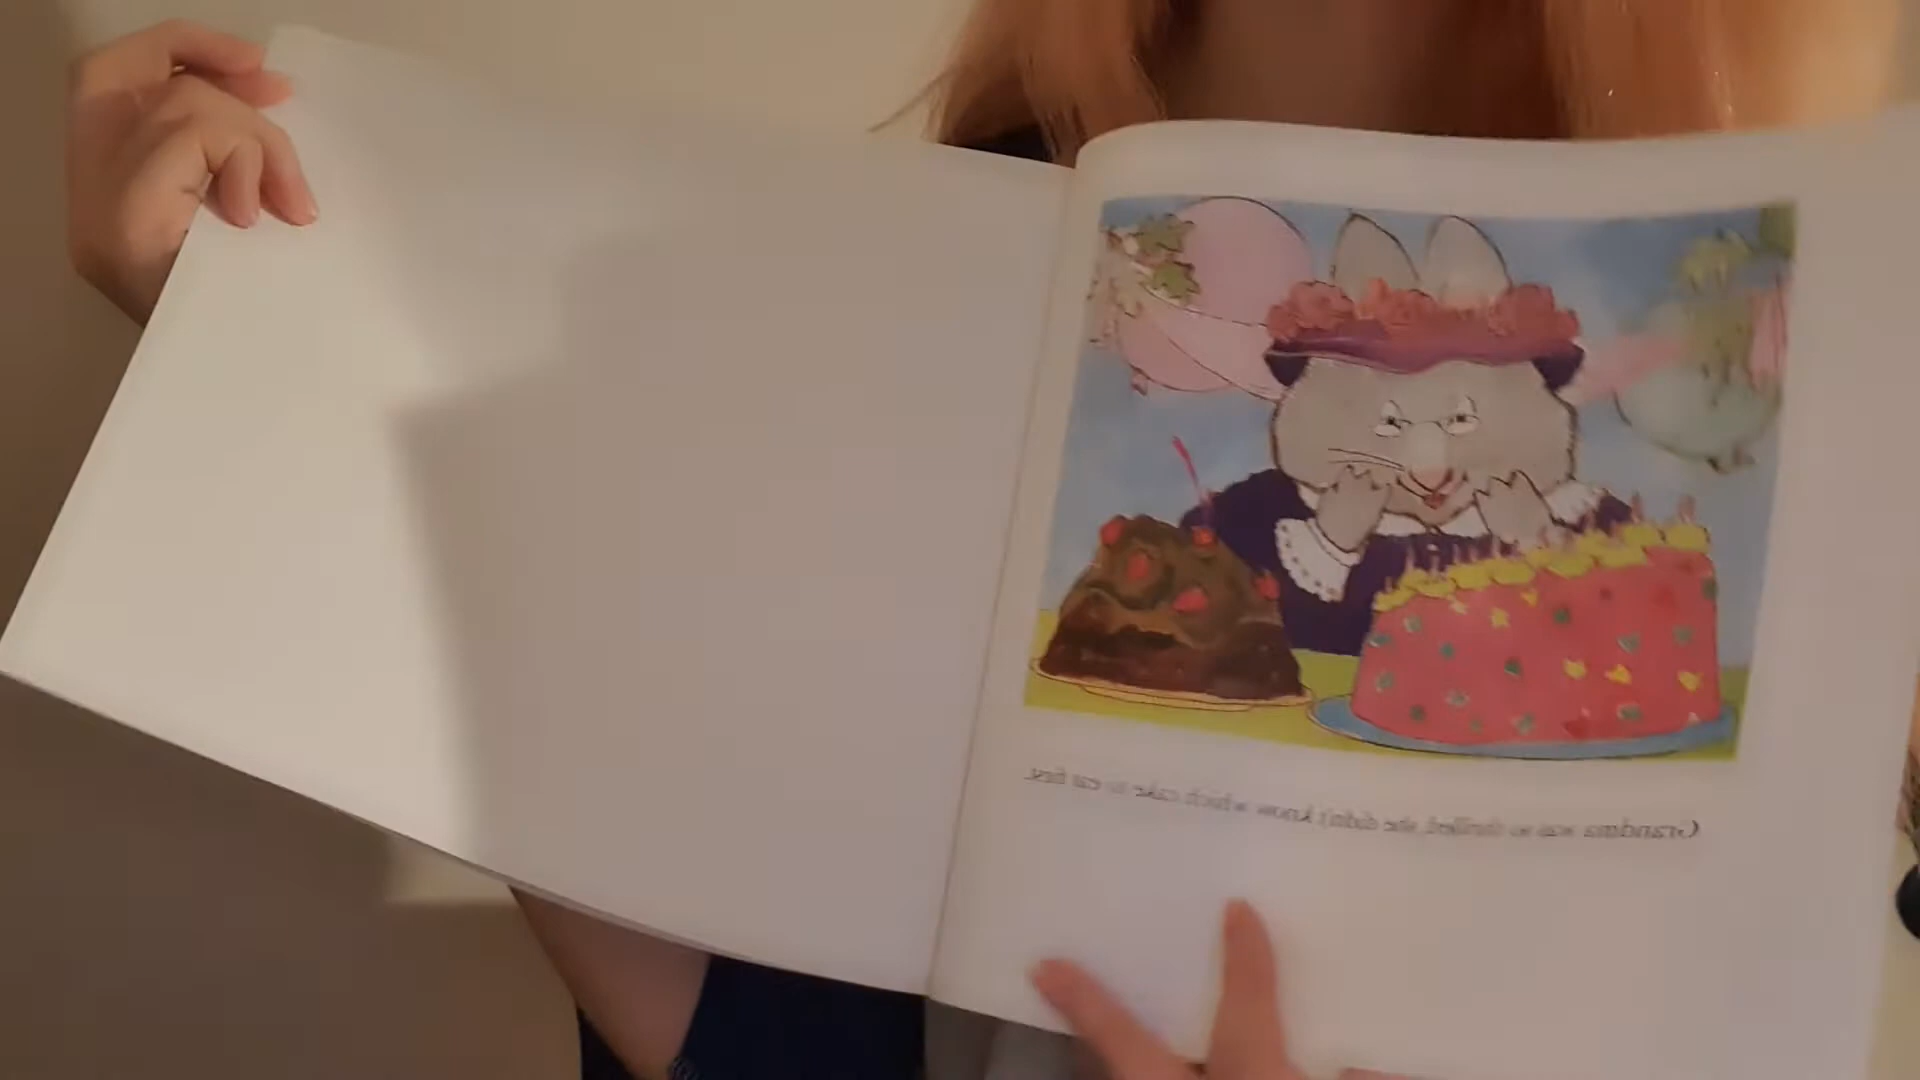 Grandma was so thrilled, she didn't know which cake to eat first.